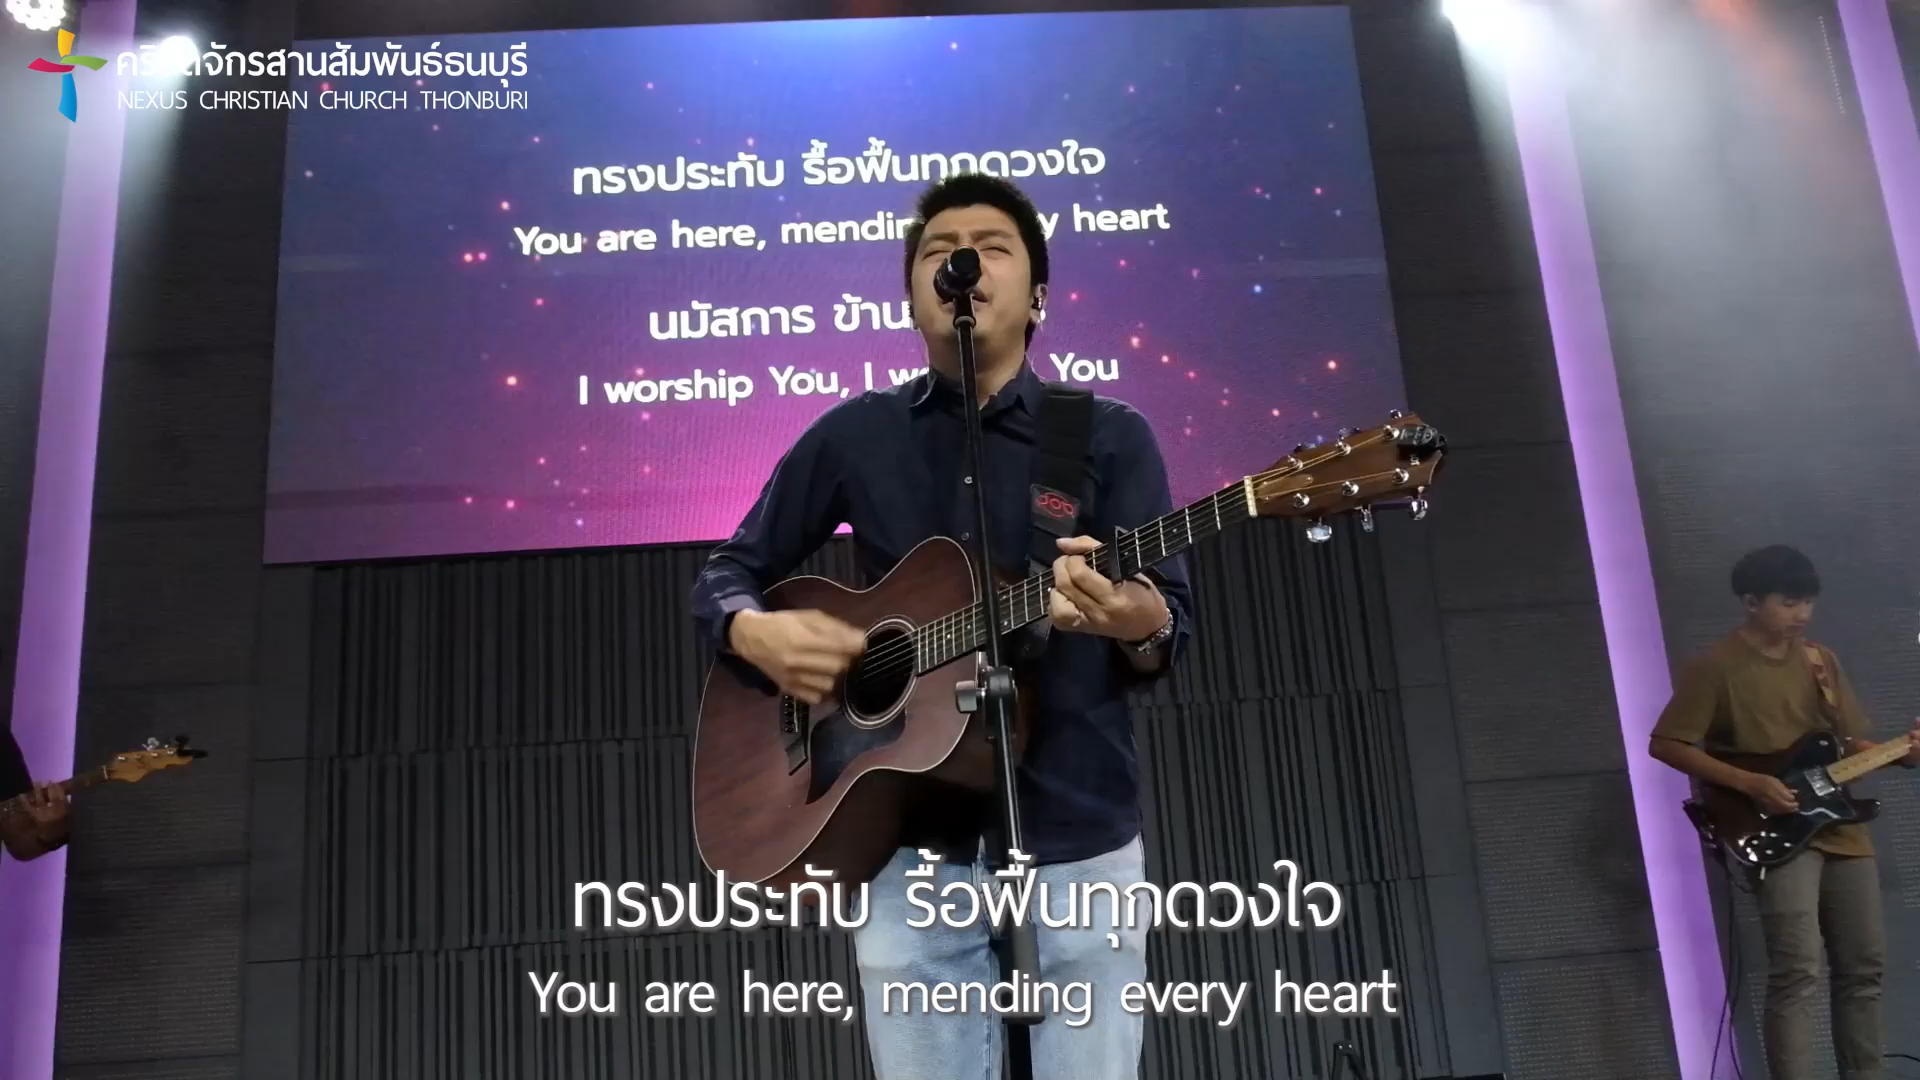 คริสตจักรสานสัมพันธ์ธนบุรี
NEXUS CHRISTIAN CHURCH THONBURI
ทรงประทับ รื้อฟื้นทุกดวงใจ
You are here, heart
นมัสการ
I worship You, I You
ทรงประทับ รื้อฟื้นทุกดวงใจ
You are here, mending every heart